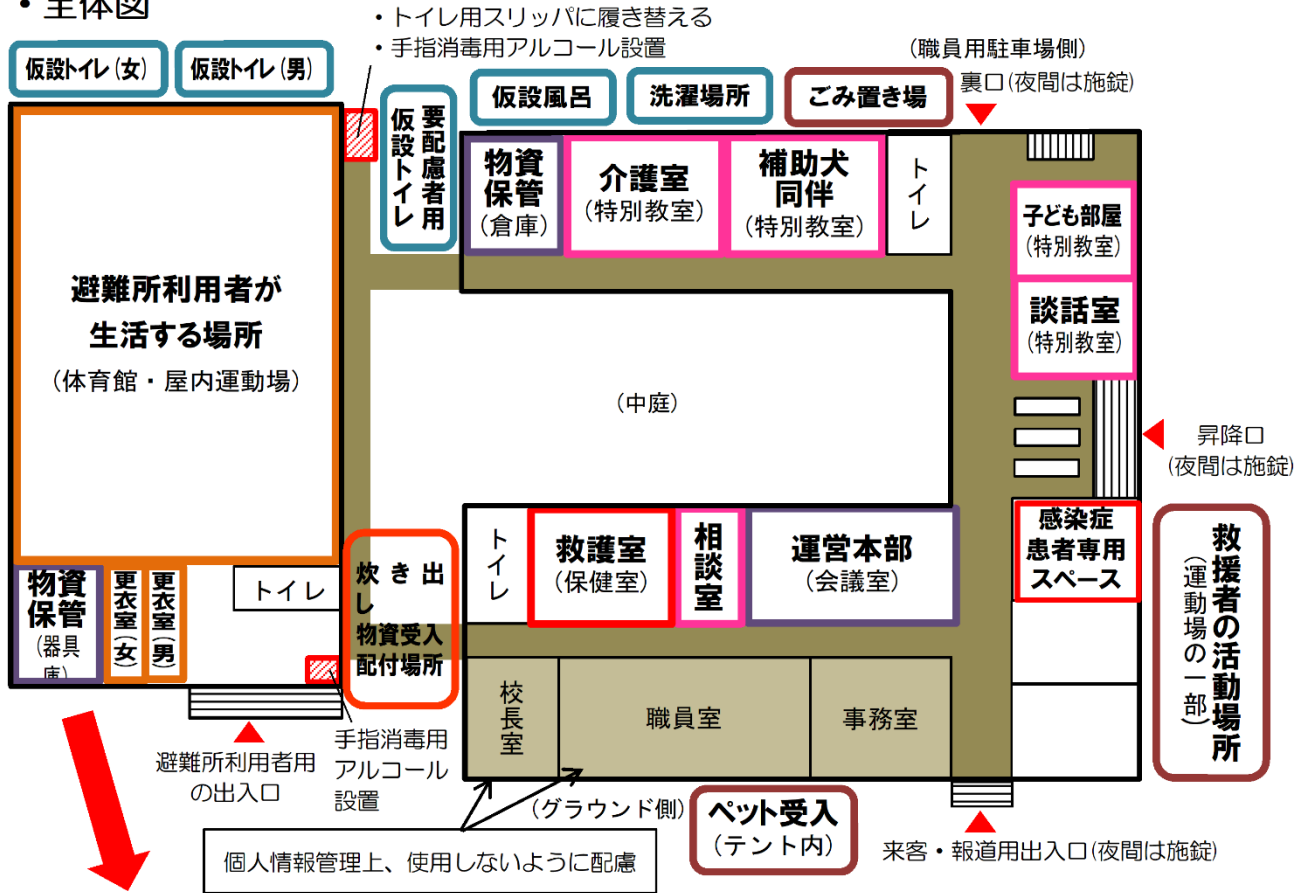 ・全体図
・トイレ用スリッパに履き替える
・手指消毒用アルコール設置
仮設トイレ(女)
仮設トイレ(男)
要配慮者用
仮設トイレ
仮設風呂
洗濯場所
ごみ置き場
(職員用駐車場側)
裏口(夜間は施錠)
避難所利用者が
生活する場所
(体育館・屋内運動場)
物資
保管
(倉庫)
介護室
(特別教室)
補助犬
同伴
(特別教室)
トイレ
子ども部屋
(特別教室)
談話室
(特別教室)
(中庭)
昇降口
(夜間は施錠)
トイレ
救護室
(保健室)
相談室
運営本部
(会議室)
感染症
患者専用
スペース
救援者の活動場所
(運動場の一部)
物資
保管
(器具
庫)
更衣室(女)
更衣室(男)
トイレ
炊き出
し
物資受入
配付場所
校長室
職員室
事務室
避難所利用者用
の出入口
手指消毒用
アルコール
設置
(グラウンド側)
ペット受入
(テント内)
来客・報道用出入口(夜間は施錠)
個人情報管理上、使用しないように配慮